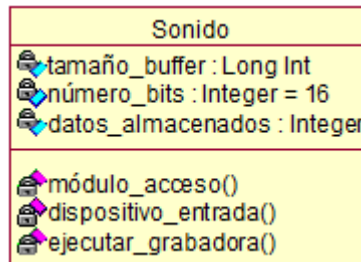 Sonido
tamaño_buffer : Long Int
número_bits : Integer = 16
datos_almacenados : Integer
módulo_acceso()
dispositivo_entrada()
ejecutar_grabadora()